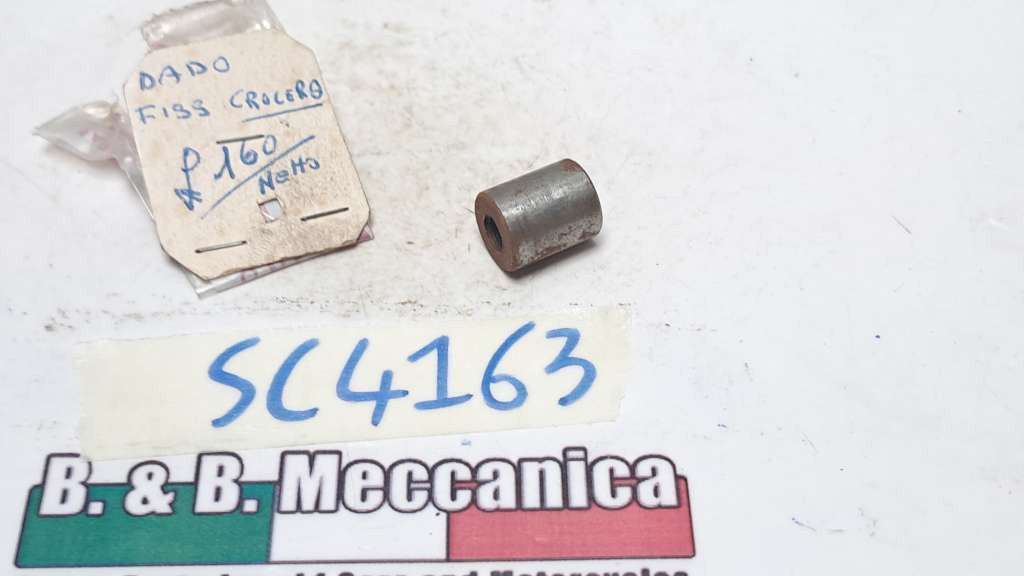 DADO
FISS CROCERA
£ 160
Netto
SC4163
B. & B. Meccanica